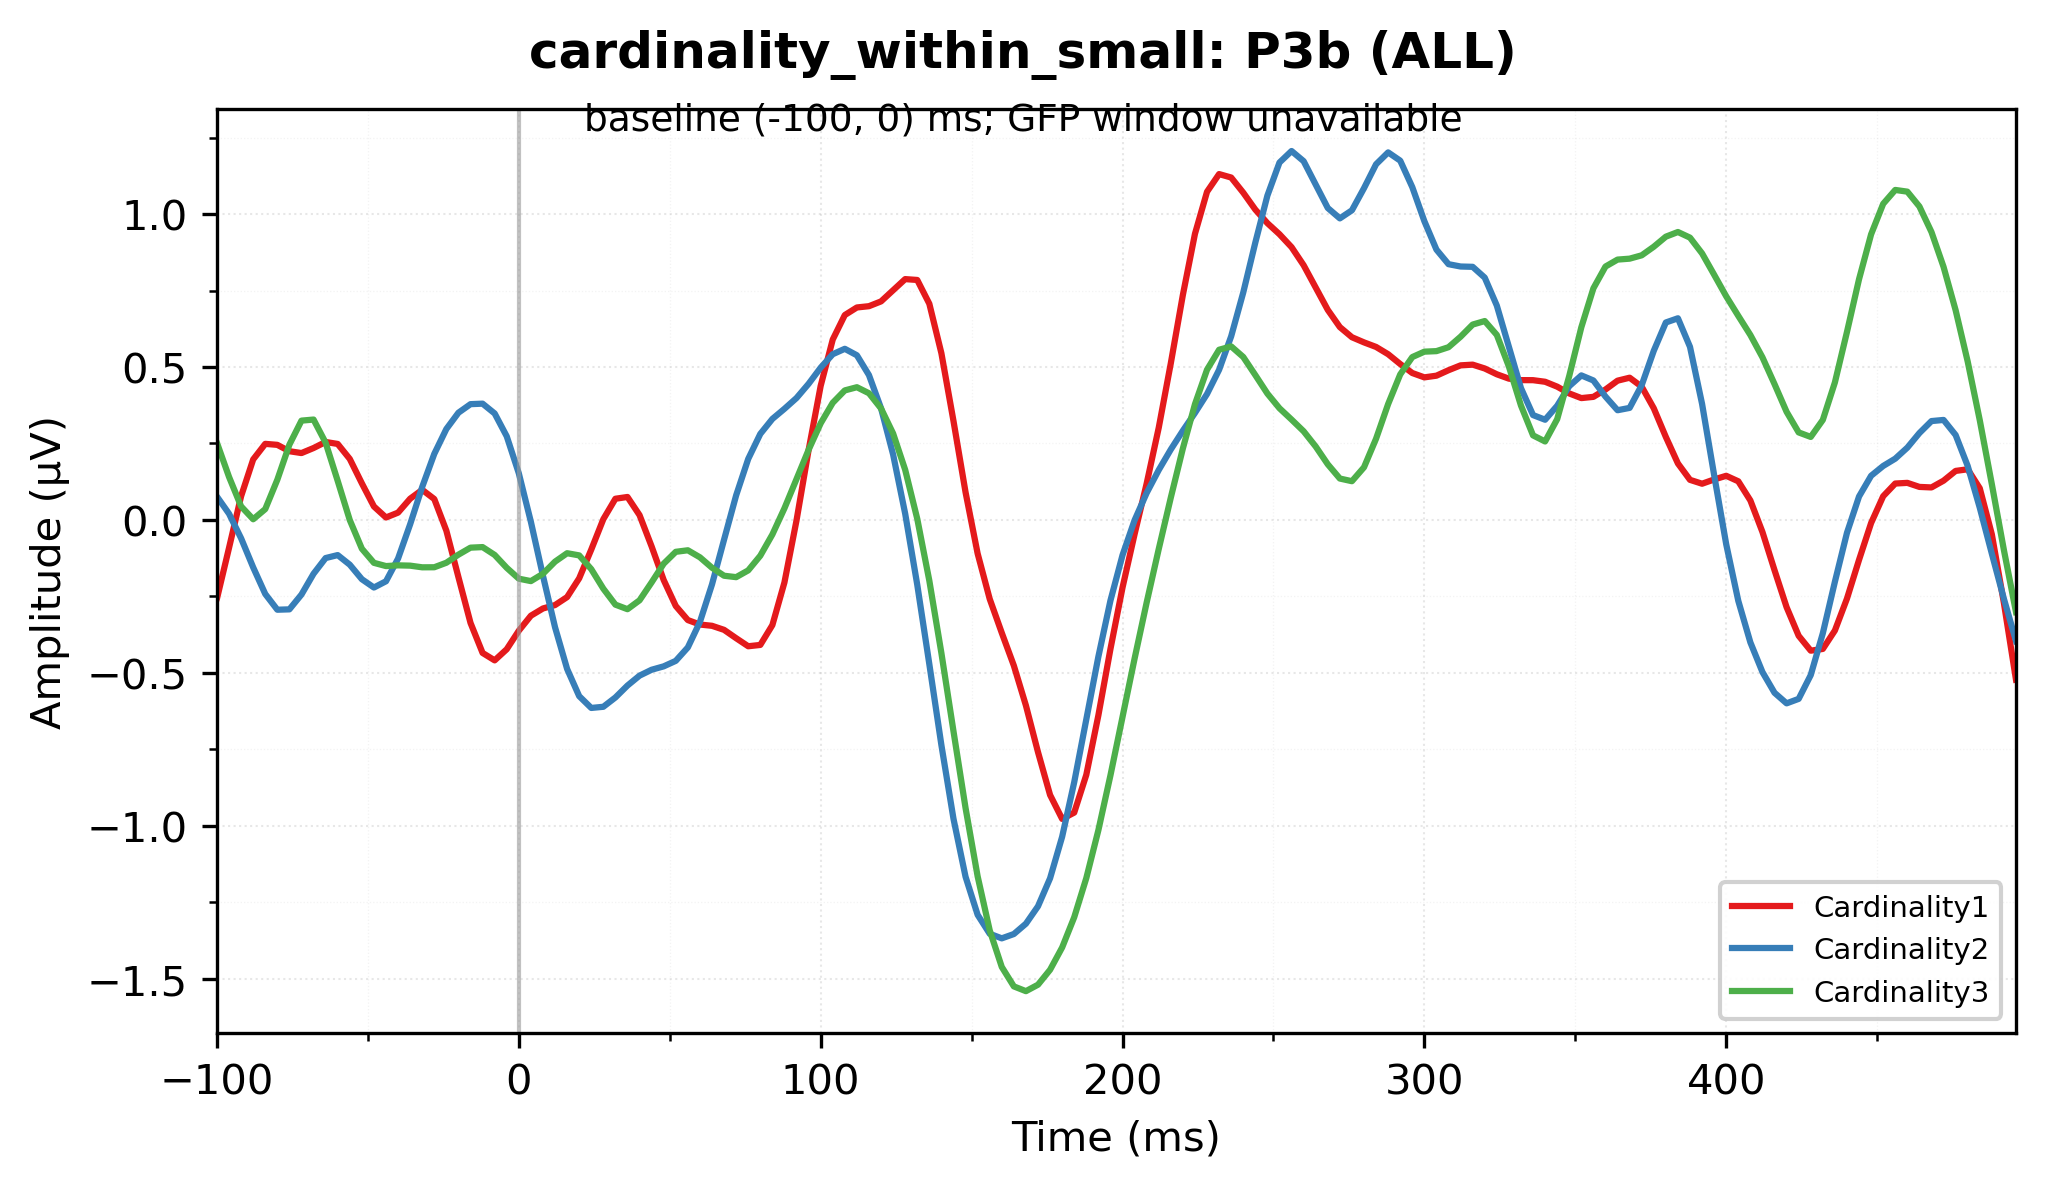 cardinality_within_small: P3b (ALL)
baseline (-100, 0) ms; GFP window unavailable
Amplitude (µV)
1.0
0.5
0.0
−0.5
−1.0
−1.5
Cardinality1
Cardinality2
Cardinality3
−100
0
100
200
300
400
Time (ms)